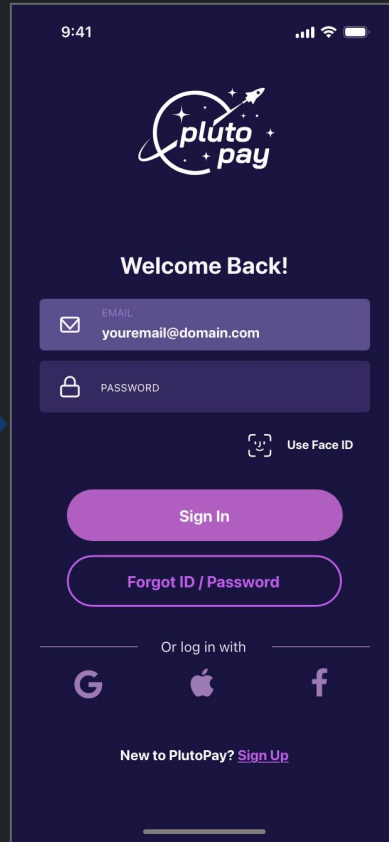 9:41
pluto
pay
Welcome Back!
EMAIL
youremail@domain.com
PASSWORD
Use Face ID
Sign In
Forgot ID / Password
Or log in with
New to PlutoPay? Sign Up